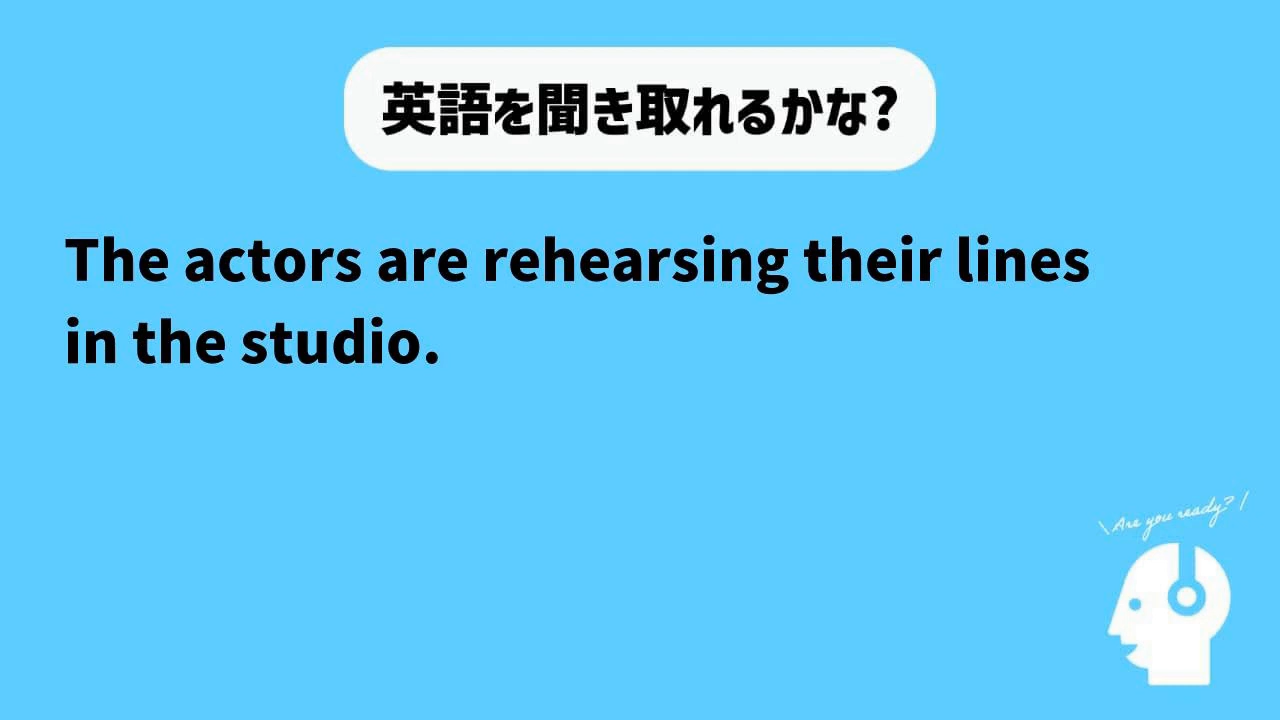 英語を聞き取れるかな?
The actors are rehearsing their lines
in the studio.
\Are you ready?/